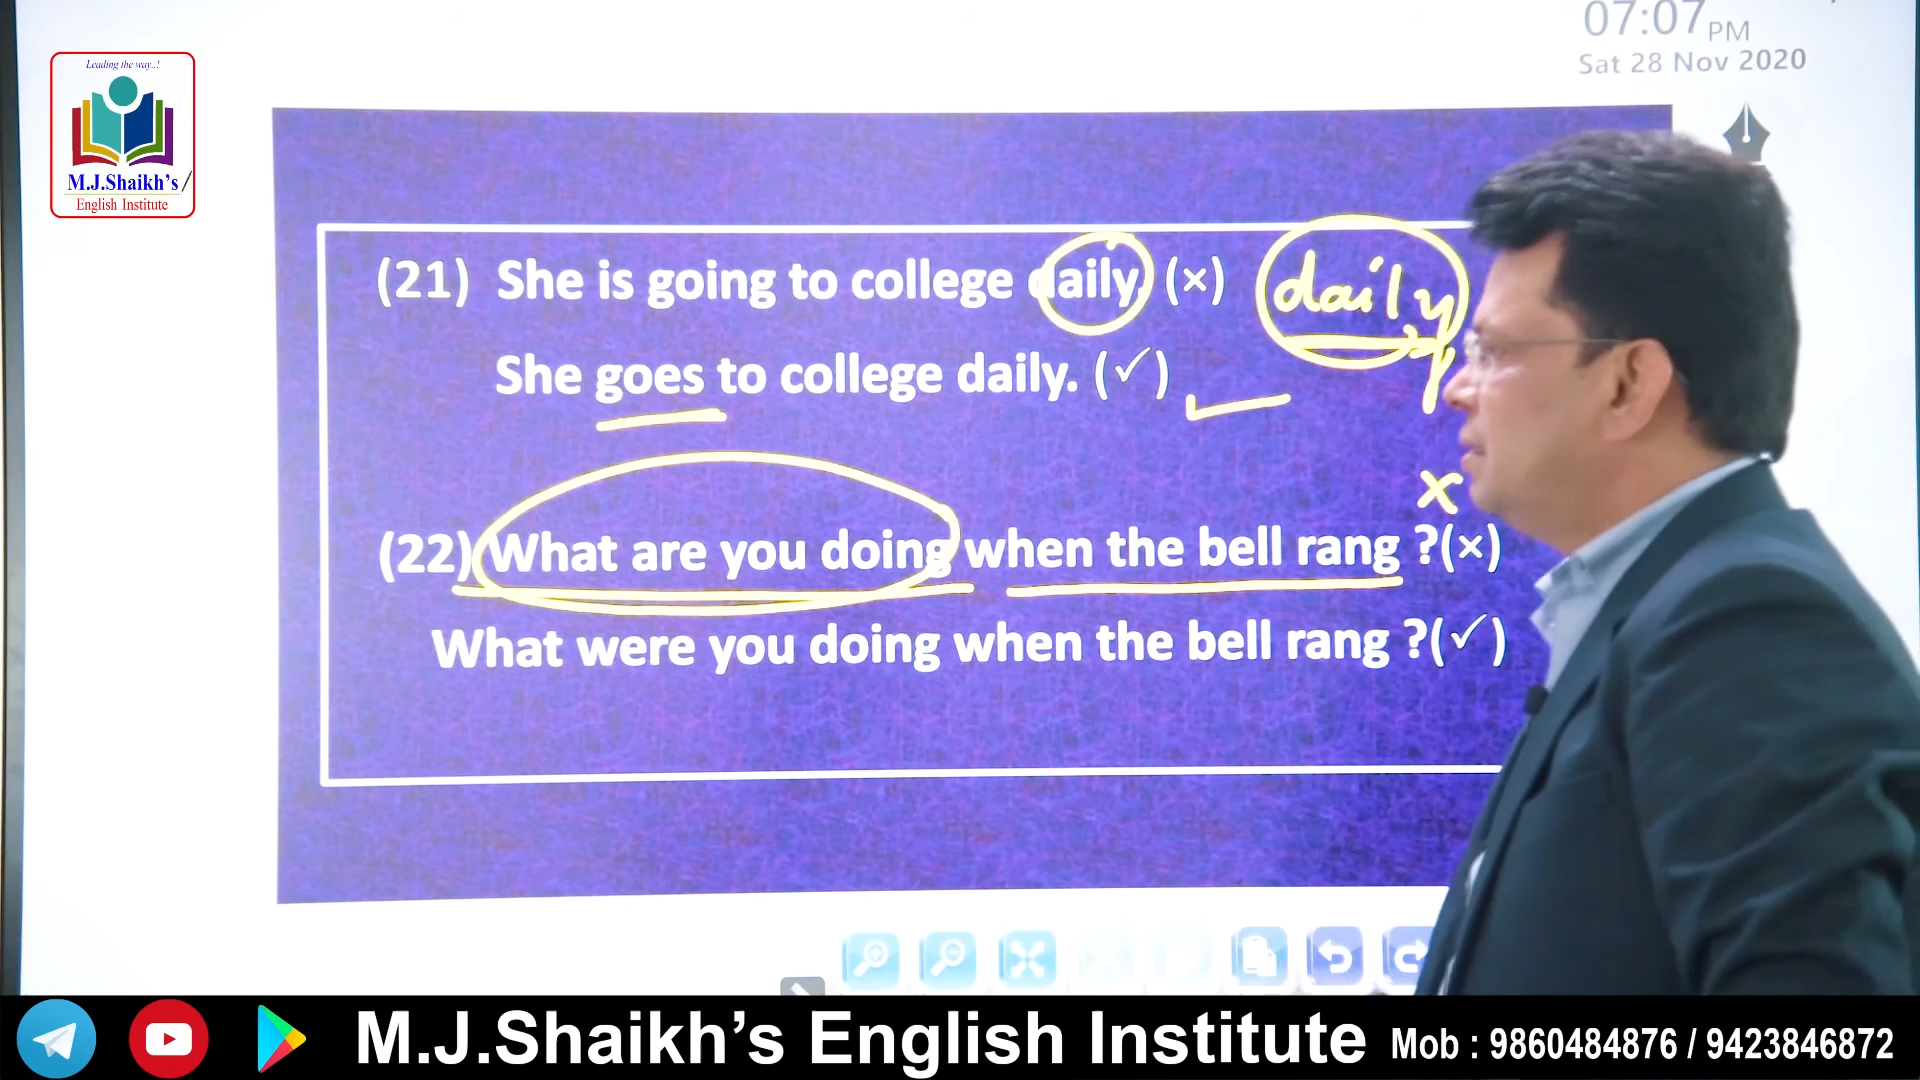 07:07 PM
Sat 28 Nov 2020
Leading the way..!
M.J.Shaikh's
English Institute
(21) She is going to college daily. (×) daily
She goes to college daily. (✓)
×
(22) What are you doing when the bell rang ?(×)
What were you doing when the bell rang ?(✓)
M.J.Shaikh's English Institute Mob : 9860484876 / 9423846872